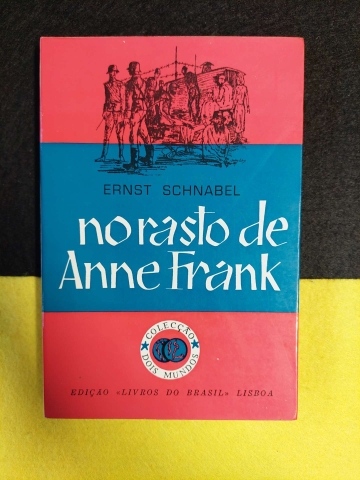 ERNST SCHNABEL
no rasto de
Anne Frank
COLECÇÃO
DOIS MUNDOS
EDIÇÃO «LIVROS DO BRASIL» LISBOA